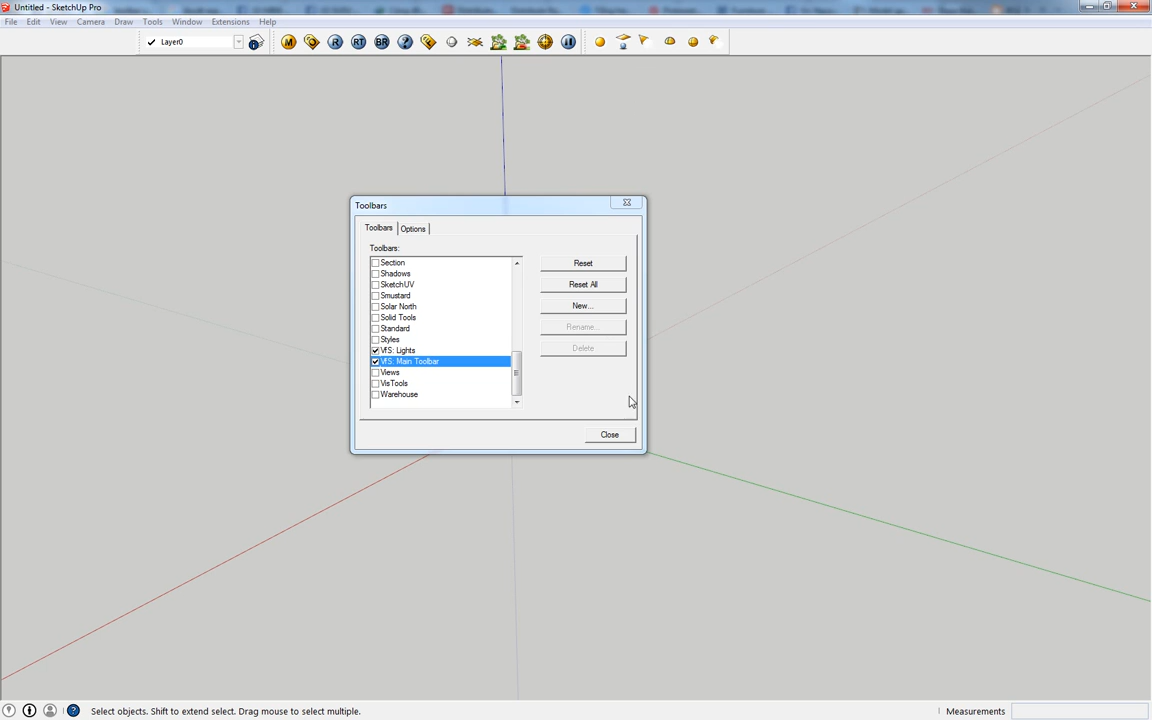 Untitled - SketchUp Pro
File Edit View Camera Draw Tools Window Extensions Help
Layer0
M R RT BR
Toolbars
Toolbars Options
Toolbars:
Section
Shadows
SketchUV
Smustard
Solar North
Solid Tools
Standard
Styles
VfS: Lights
VfS: Main Toolbar
Views
VisTools
Warehouse
Reset
Reset All
New...
Rename...
Delete
Close
Select objects. Shift to extend select. Drag mouse to select multiple.
Measurements